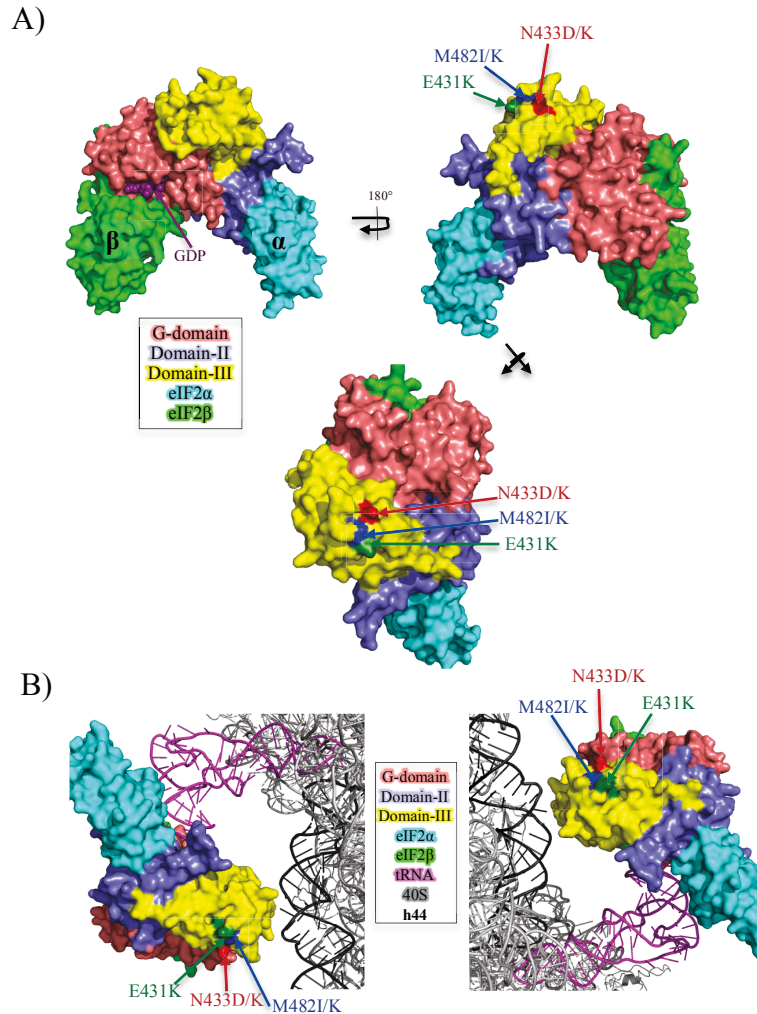 A)
N433D/K
M482I/K
E431K
180°
β
α
GDP
G-domain
Domain-II
Domain-III
eIF2α
eIF2β
N433D/K
M482I/K
E431K
B)
N433D/K
M482I/K
E431K
G-domain
Domain-II
Domain-III
eIF2α
eIF2β
tRNA
40S
h44
E431K
N433D/K
M482I/K